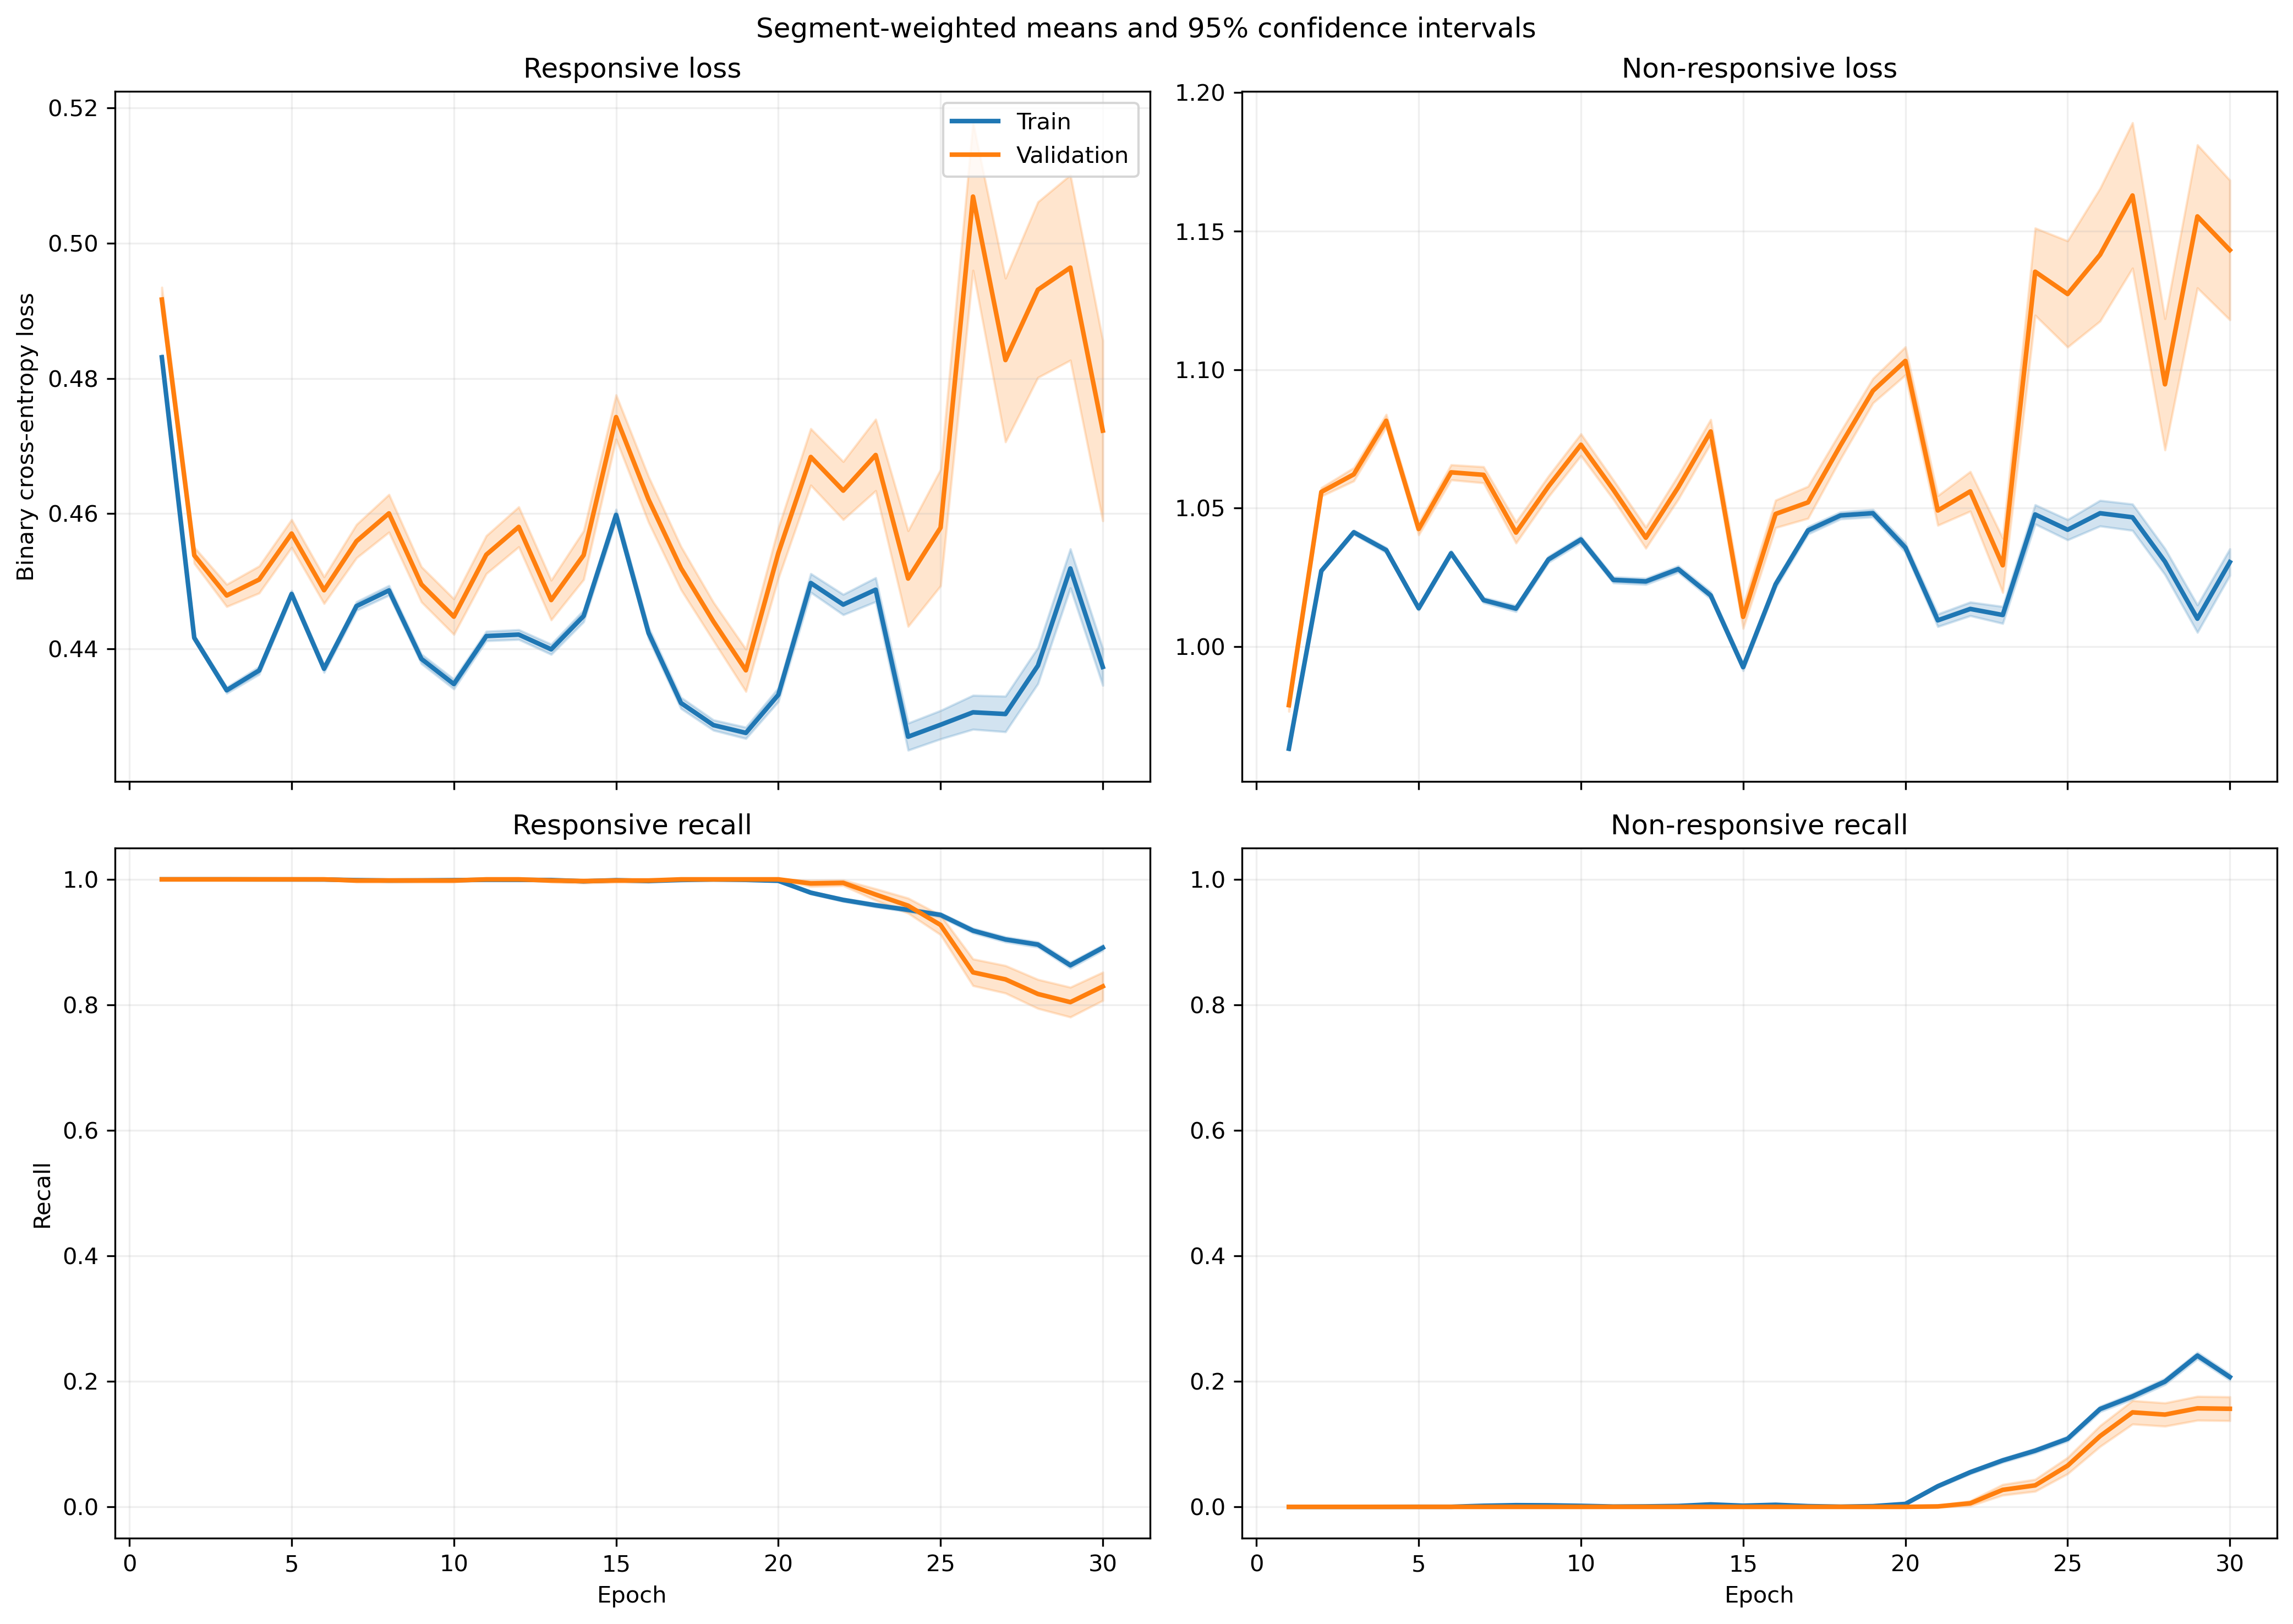 Segment-weighted means and 95% confidence intervals
Responsive loss
Non-responsive loss
Binary cross-entropy loss
0.52
0.50
0.48
0.46
0.44
Train
Validation
1.20
1.15
1.10
1.05
1.00
Responsive recall
Non-responsive recall
Recall
1.0
0.8
0.6
0.4
0.2
0.0
0 5 10 15 20 25 30
Epoch
1.0
0.8
0.6
0.4
0.2
0.0
0 5 10 15 20 25 30
Epoch